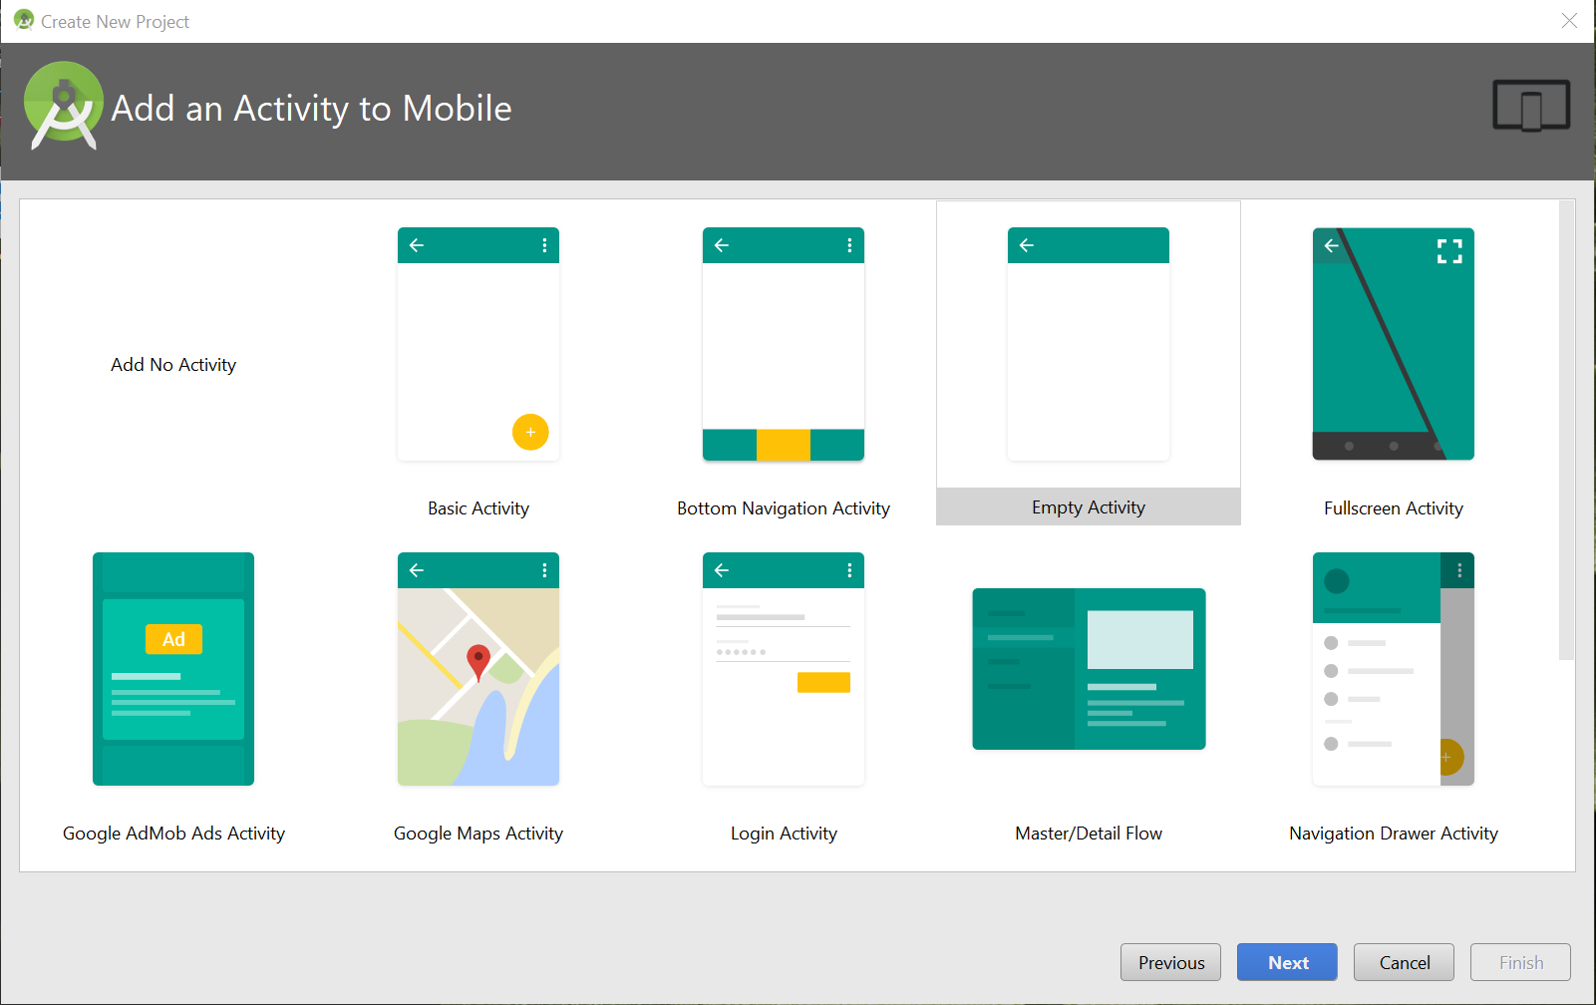 Create New Project
Add an Activity to Mobile
Add No Activity
Basic Activity
Bottom Navigation Activity
Empty Activity
Fullscreen Activity
Ad
Google AdMob Ads Activity
Google Maps Activity
Login Activity
Master/Detail Flow
Navigation Drawer Activity
Previous
Next
Cancel
Finish